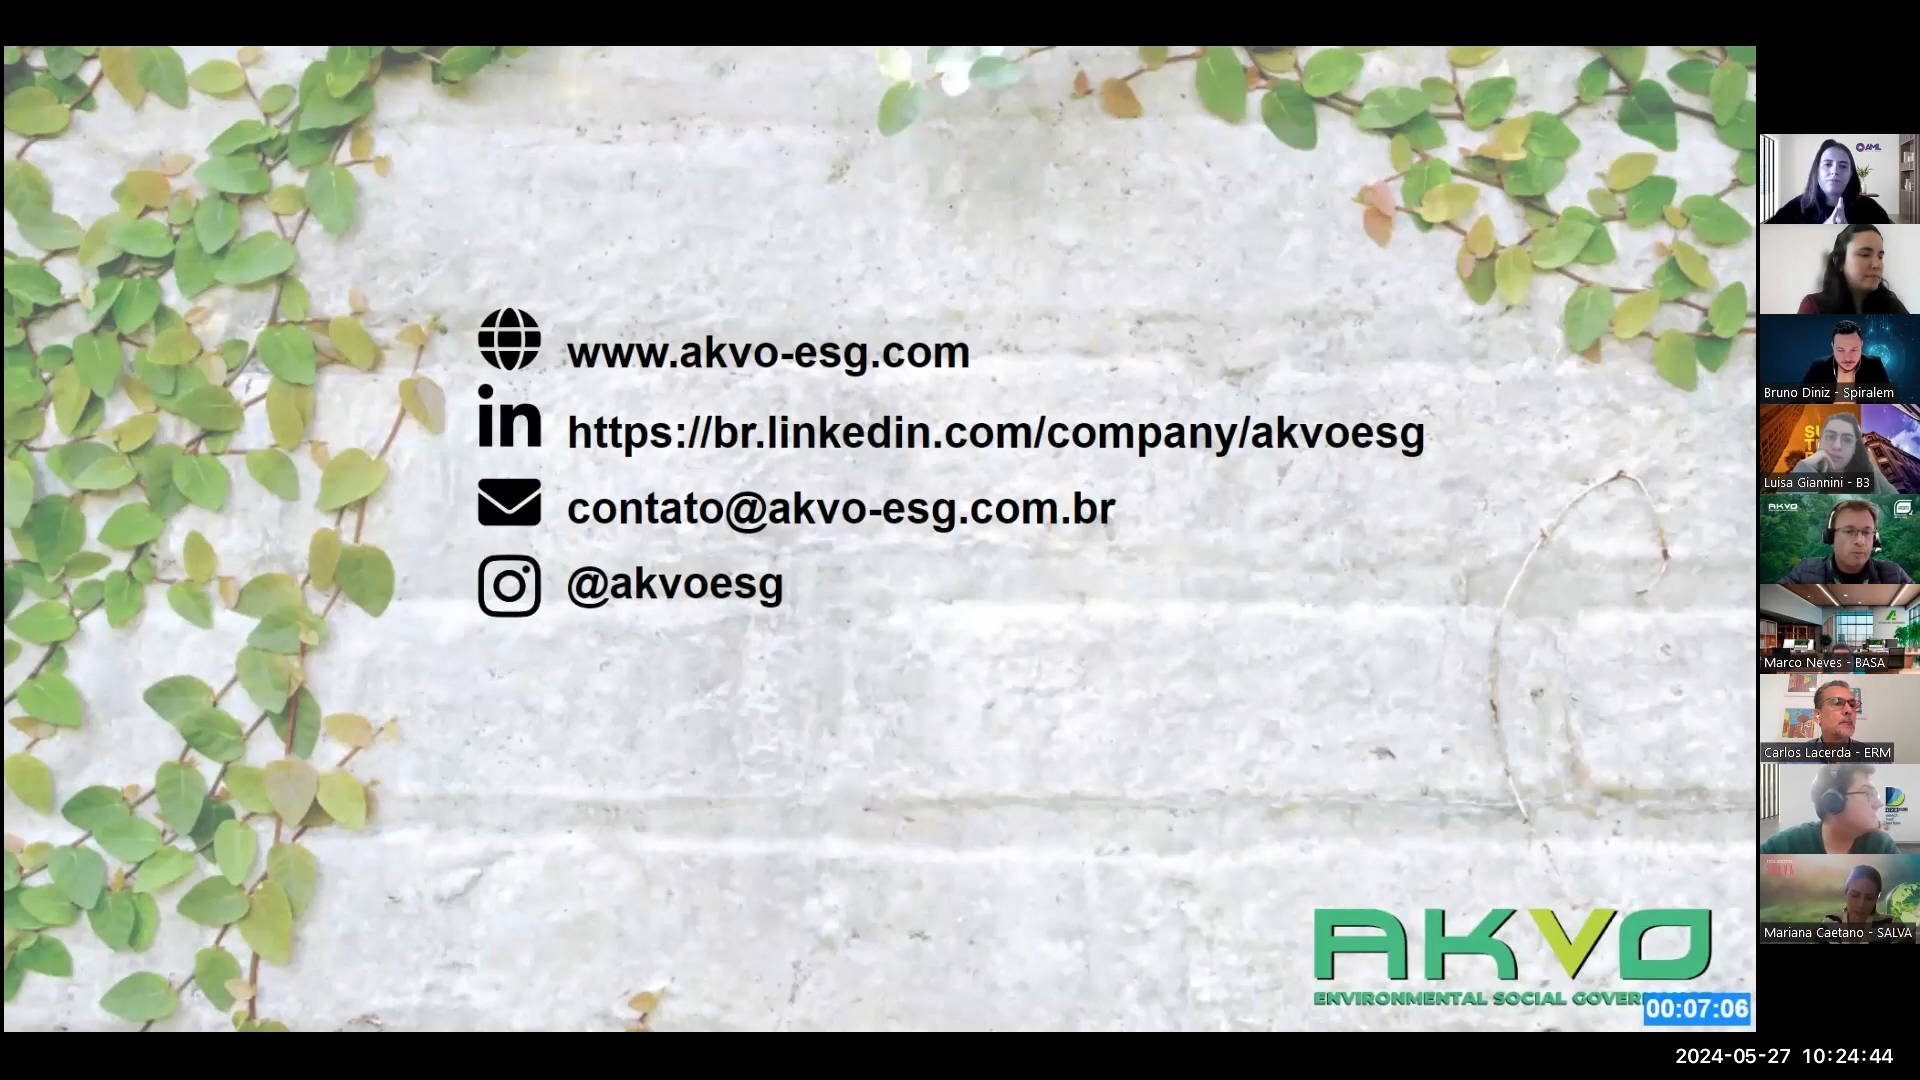 www.akvo-esg.com
in
https://br.linkedin.com/company/akvoesg
contato@akvo-esg.com.br
@akvoesg
AKVO
ENVIRONMENTAL SOCIAL
00:07:06
AML
Bruno Diniz - Spiralem
Luisa Giannini - B3
AKVO
Marco Neves - BASA
Carlos Lacerda - ERM
DEEP
SALVA
Mariana Caetano - SALVA
2024-05-27 10:24:44